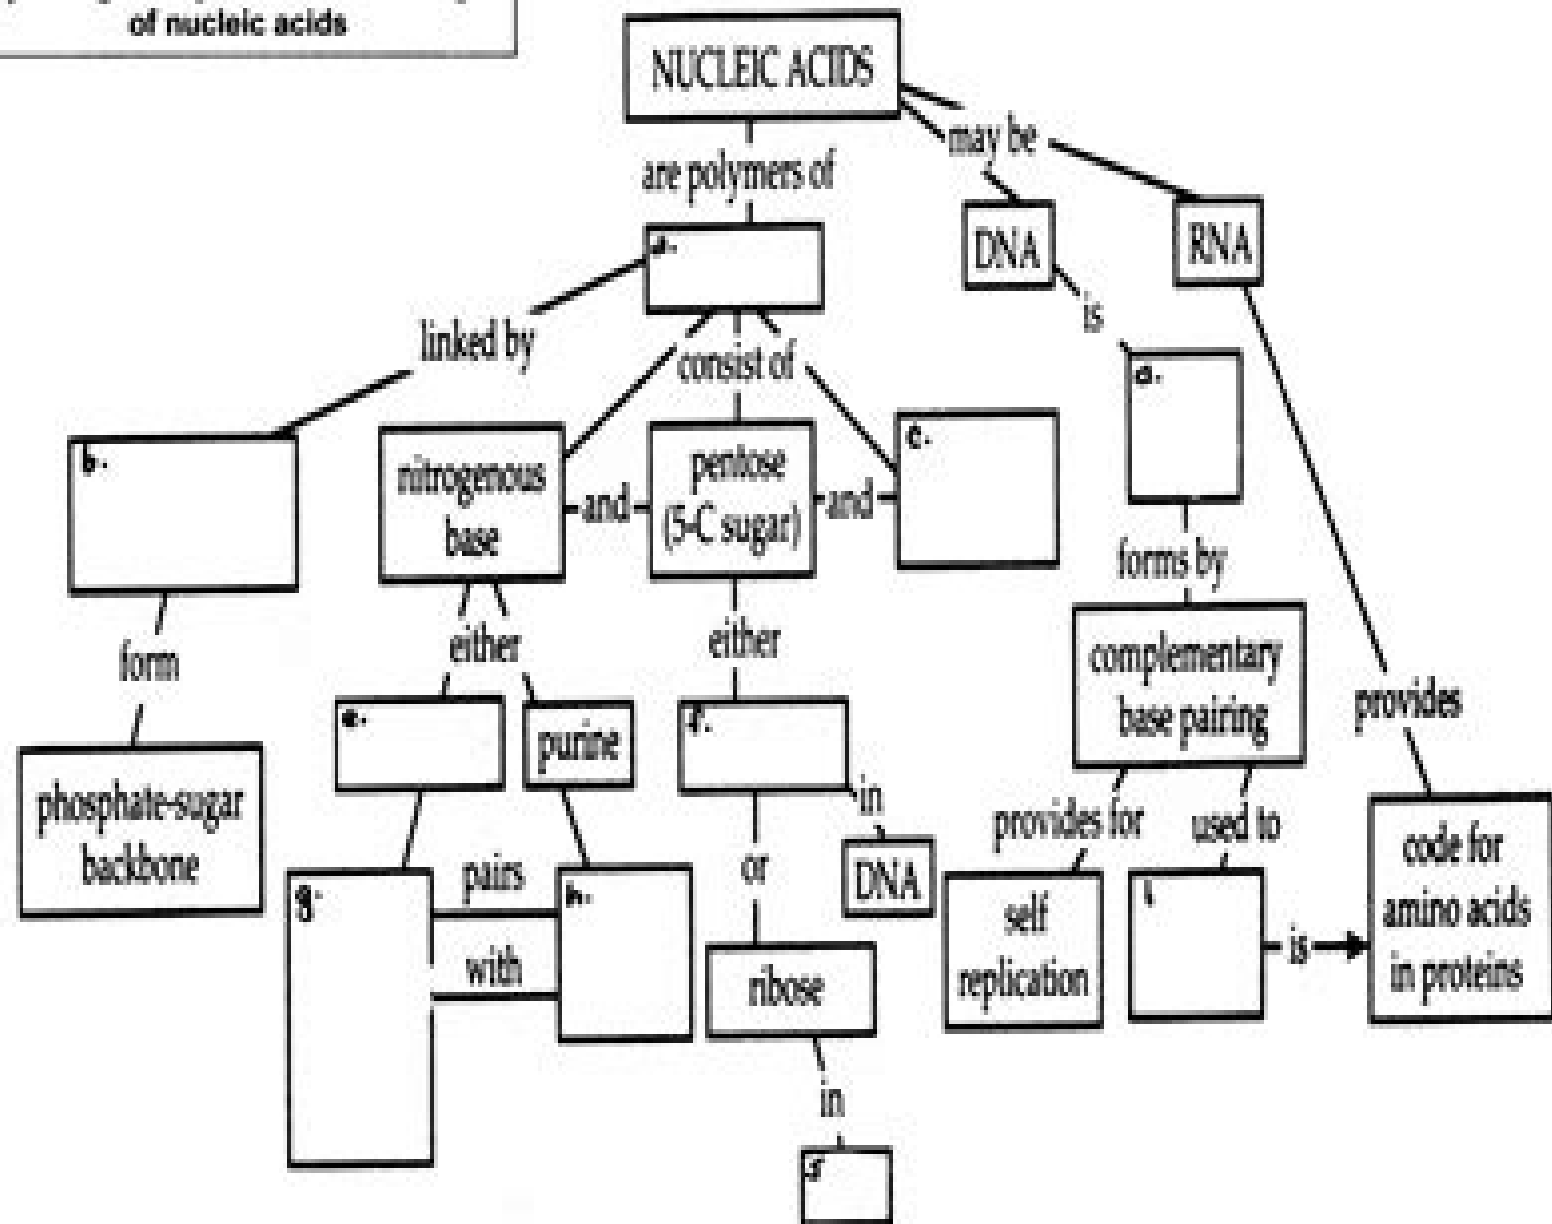 of nucleic acids
NUCLEIC ACIDS
may be
are polymers of
DNA
RNA
a.
is
linked by
consist of
d.
b.
nitrogenous
base
and
pentose
(5-C sugar)
and
c.
forms by
form
either
either
complementary
base pairing
provides
e.
purine
f.
phosphate-sugar
backbone
in
provides for
used to
code for
amino acids
in proteins
g.
pairs
with
h.
or
DNA
self
replication
i
is
ribose
in